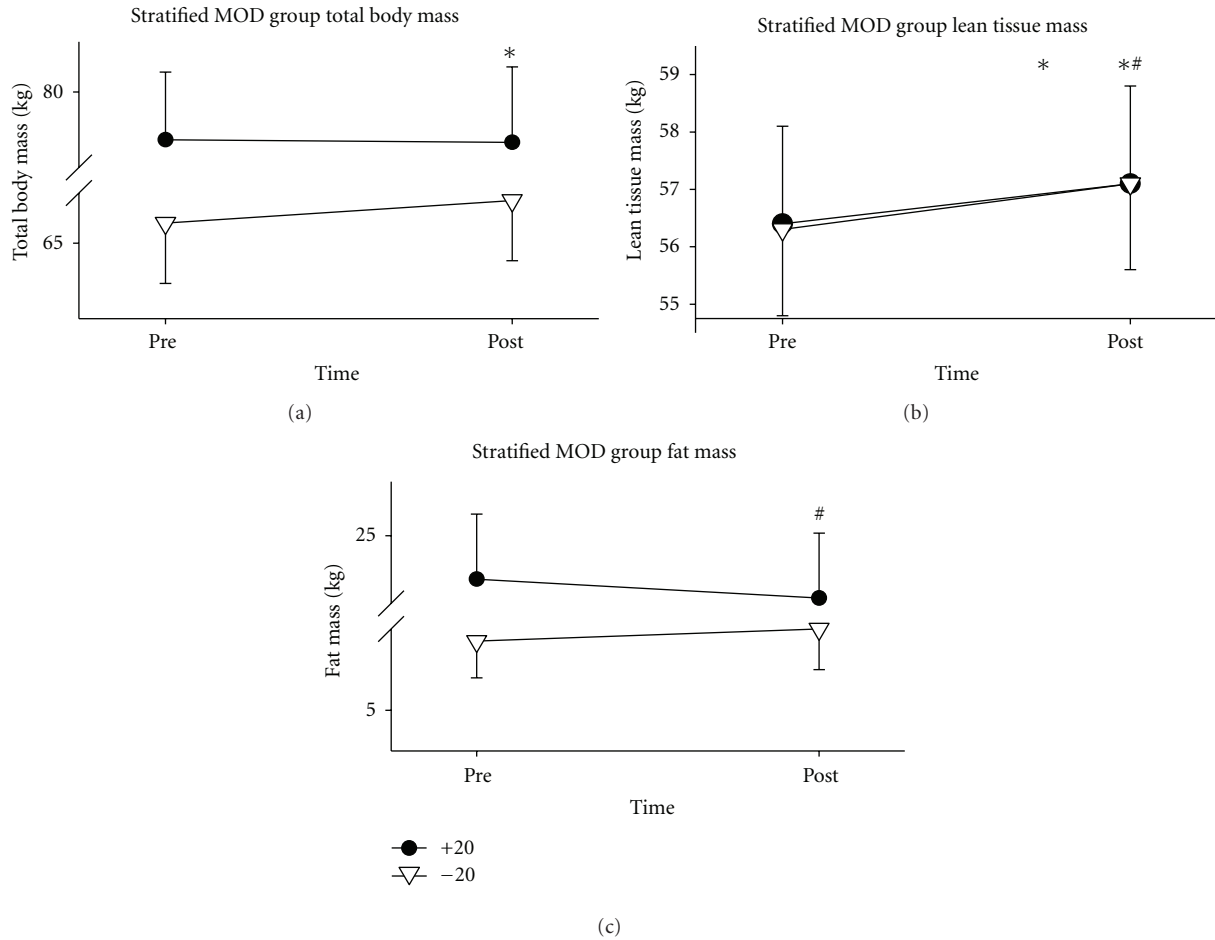 Stratified MOD group total body mass
Total body mass (kg)
80
65
*
Pre
Post
Time
(a)
Stratified MOD group lean tissue mass
Lean tissue mass (kg)
59
58
57
56
55
*
*#
Pre
Post
Time
(b)
Stratified MOD group fat mass
Fat mass (kg)
25
5
#
Pre
Post
Time
+20
−20
(c)